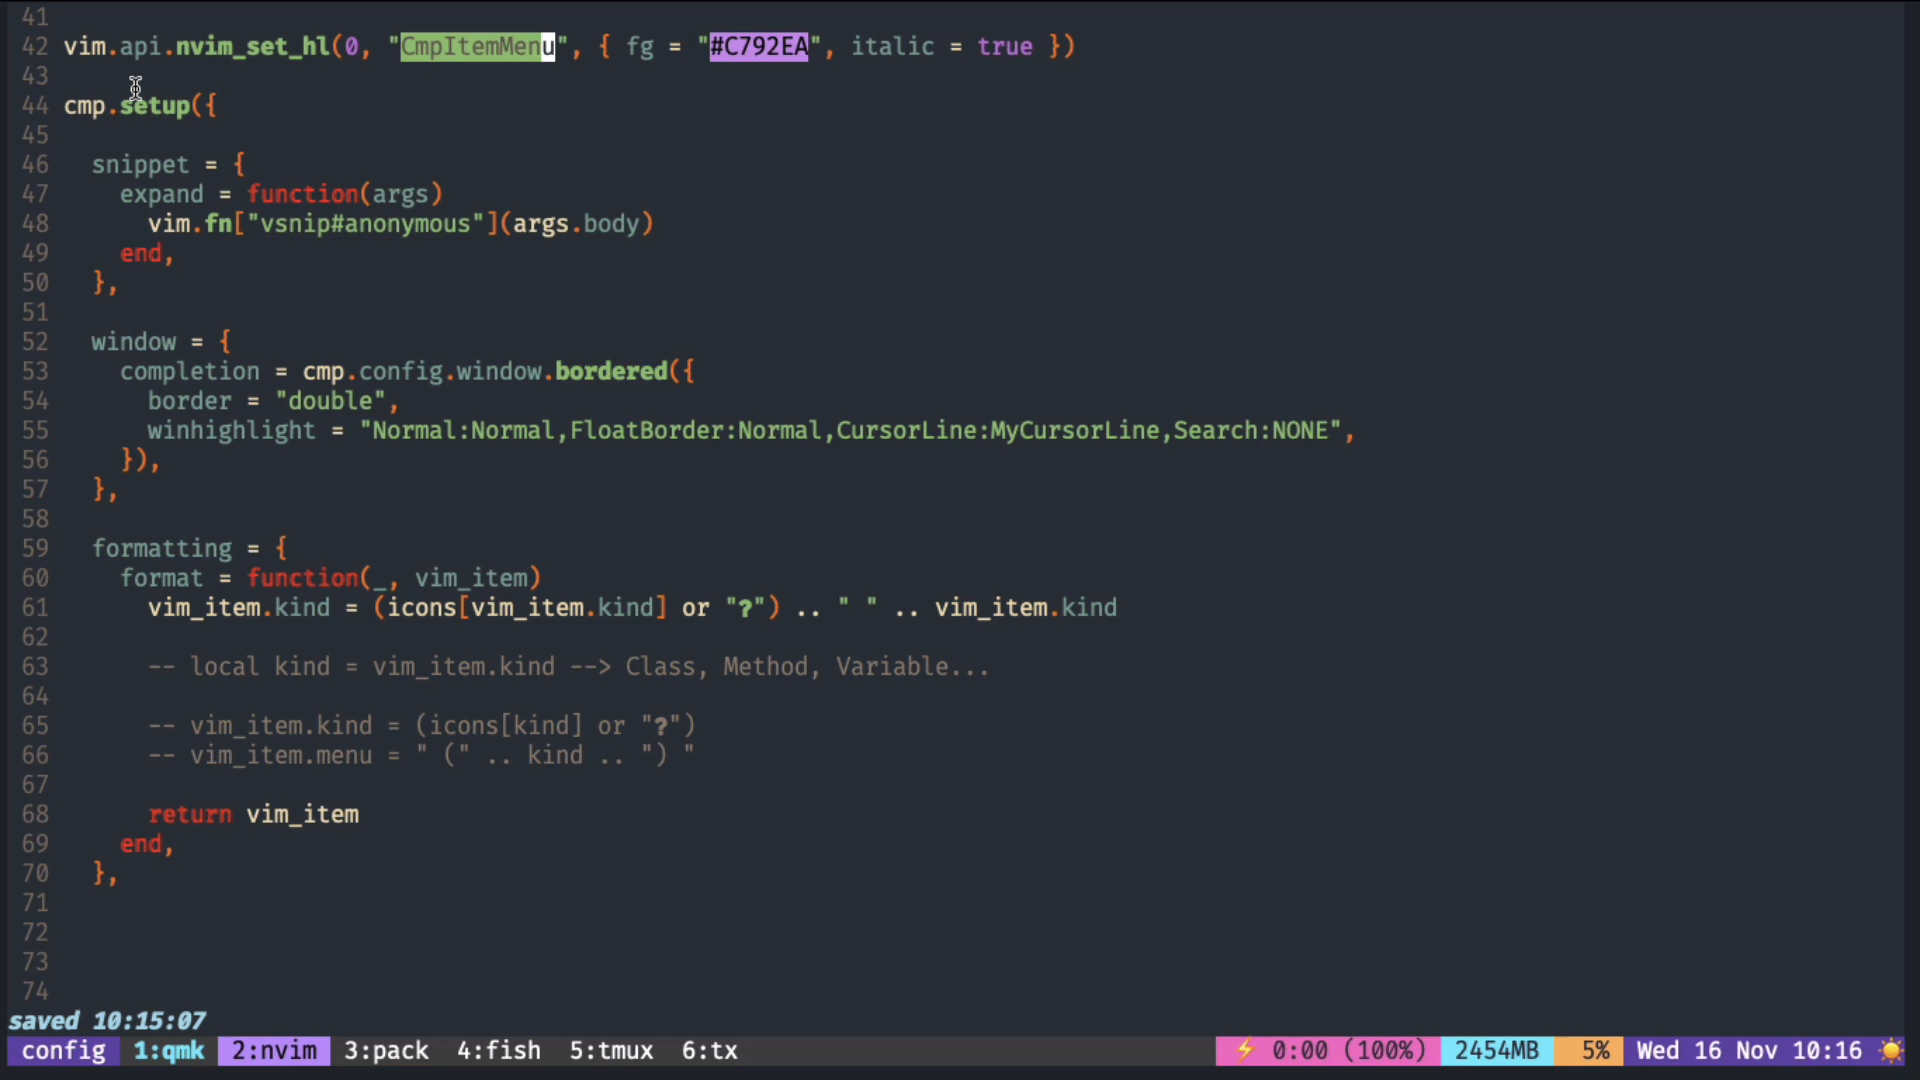 41
42 vim.api.nvim_set_hl(0, "CmpItemMenu", { fg = "#C792EA", italic = true })
43
44 cmp.setup({
45
46   snippet = {
47     expand = function(args)
48       vim.fn["vsnip#anonymous"](args.body)
49     end,
50   },
51
52   window = {
53     completion = cmp.config.window.bordered({
54       border = "double",
55       winhighlight = "Normal:Normal,FloatBorder:Normal,CursorLine:MyCursorLine,Search:NONE",
56     }),
57   },
58
59   formatting = {
60     format = function(_, vim_item)
61       vim_item.kind = (icons[vim_item.kind] or "?") .. " " .. vim_item.kind
62
63       -- local kind = vim_item.kind --> Class, Method, Variable...
64
65       -- vim_item.kind = (icons[kind] or "?")
66       -- vim_item.menu = " (" .. kind .. ") "
67
68       return vim_item
69     end,
70   },
71
72
73
74
saved 10:15:07
config 1:qmk 2:nvim 3:pack 4:fish 5:tmux 6:tx ⚡ 0:00 (100%) 2454MB 5% Wed 16 Nov 10:16 ☀️